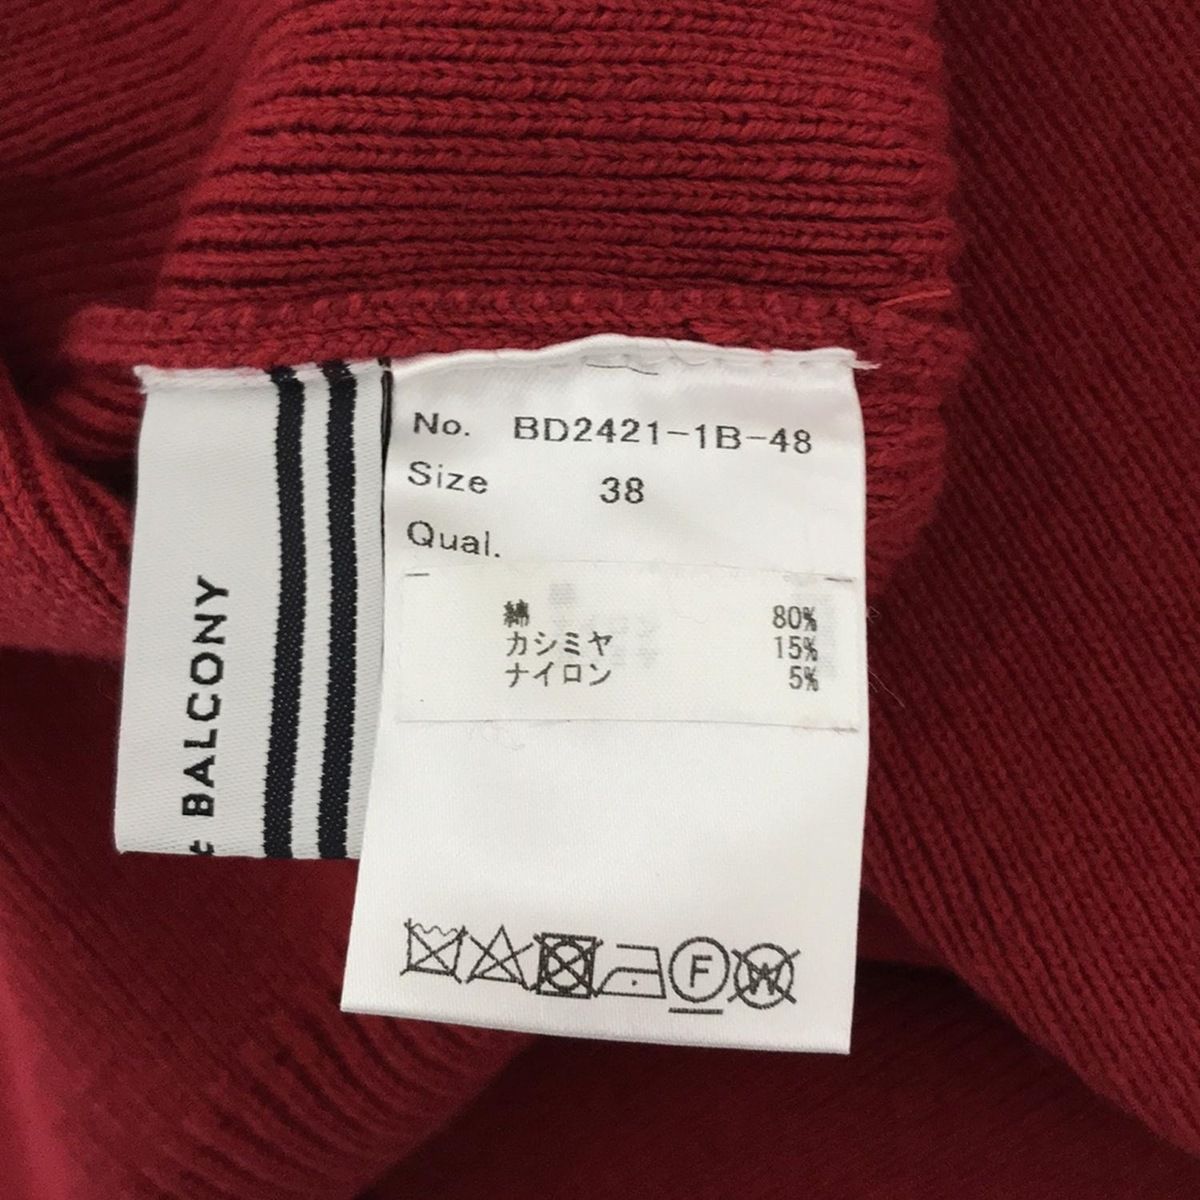 BALCONY
No. BD2421-1B-48
Size 38
Qual.
綿 80%
カシミヤ 15%
ナイロン 5%
F
W